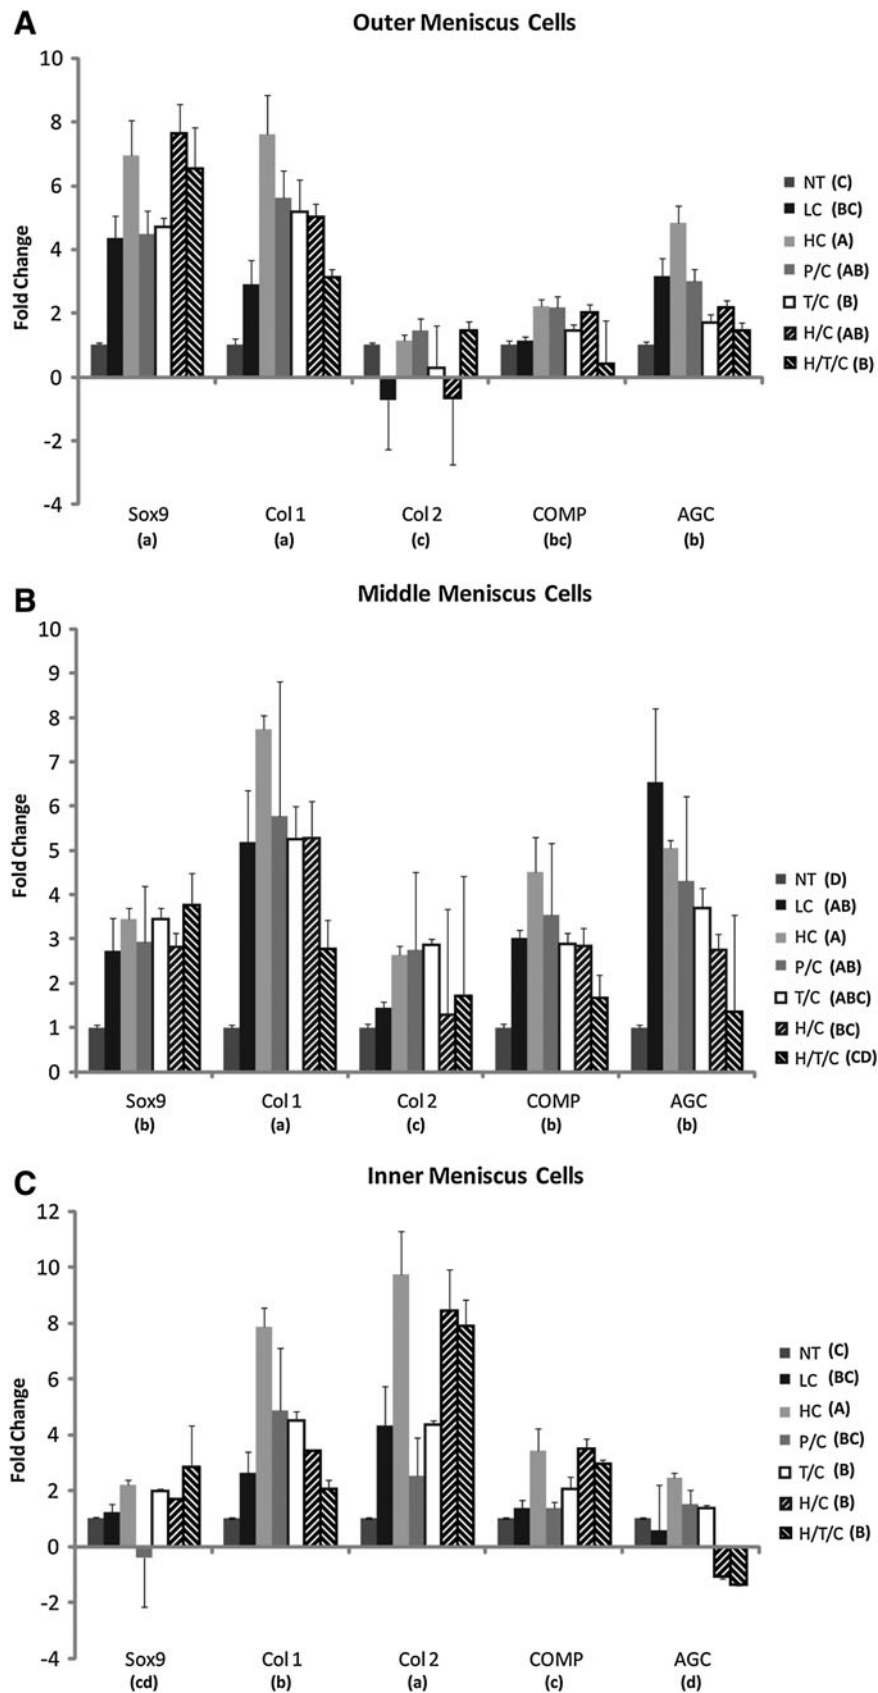 A
Outer Meniscus Cells
Fold Change
10
8
6
4
2
0
-2
-4
Sox9 Col 1 Col 2 COMP AGC
(a) (a) (c) (bc) (b)
NT (C)
LC (BC)
HC (A)
P/C (AB)
T/C (B)
H/C (AB)
H/T/C (B)
B
Middle Meniscus Cells
Fold Change
10
9
8
7
6
5
4
3
2
1
0
Sox9 Col 1 Col 2 COMP AGC
(b) (a) (c) (b) (b)
NT (D)
LC (AB)
HC (A)
P/C (AB)
T/C (ABC)
H/C (BC)
H/T/C (CD)
C
Inner Meniscus Cells
Fold Change
12
10
8
6
4
2
0
-2
-4
Sox9 Col 1 Col 2 COMP AGC
(cd) (b) (a) (c) (d)
NT (C)
LC (BC)
HC (A)
P/C (BC)
T/C (B)
H/C (B)
H/T/C (B)